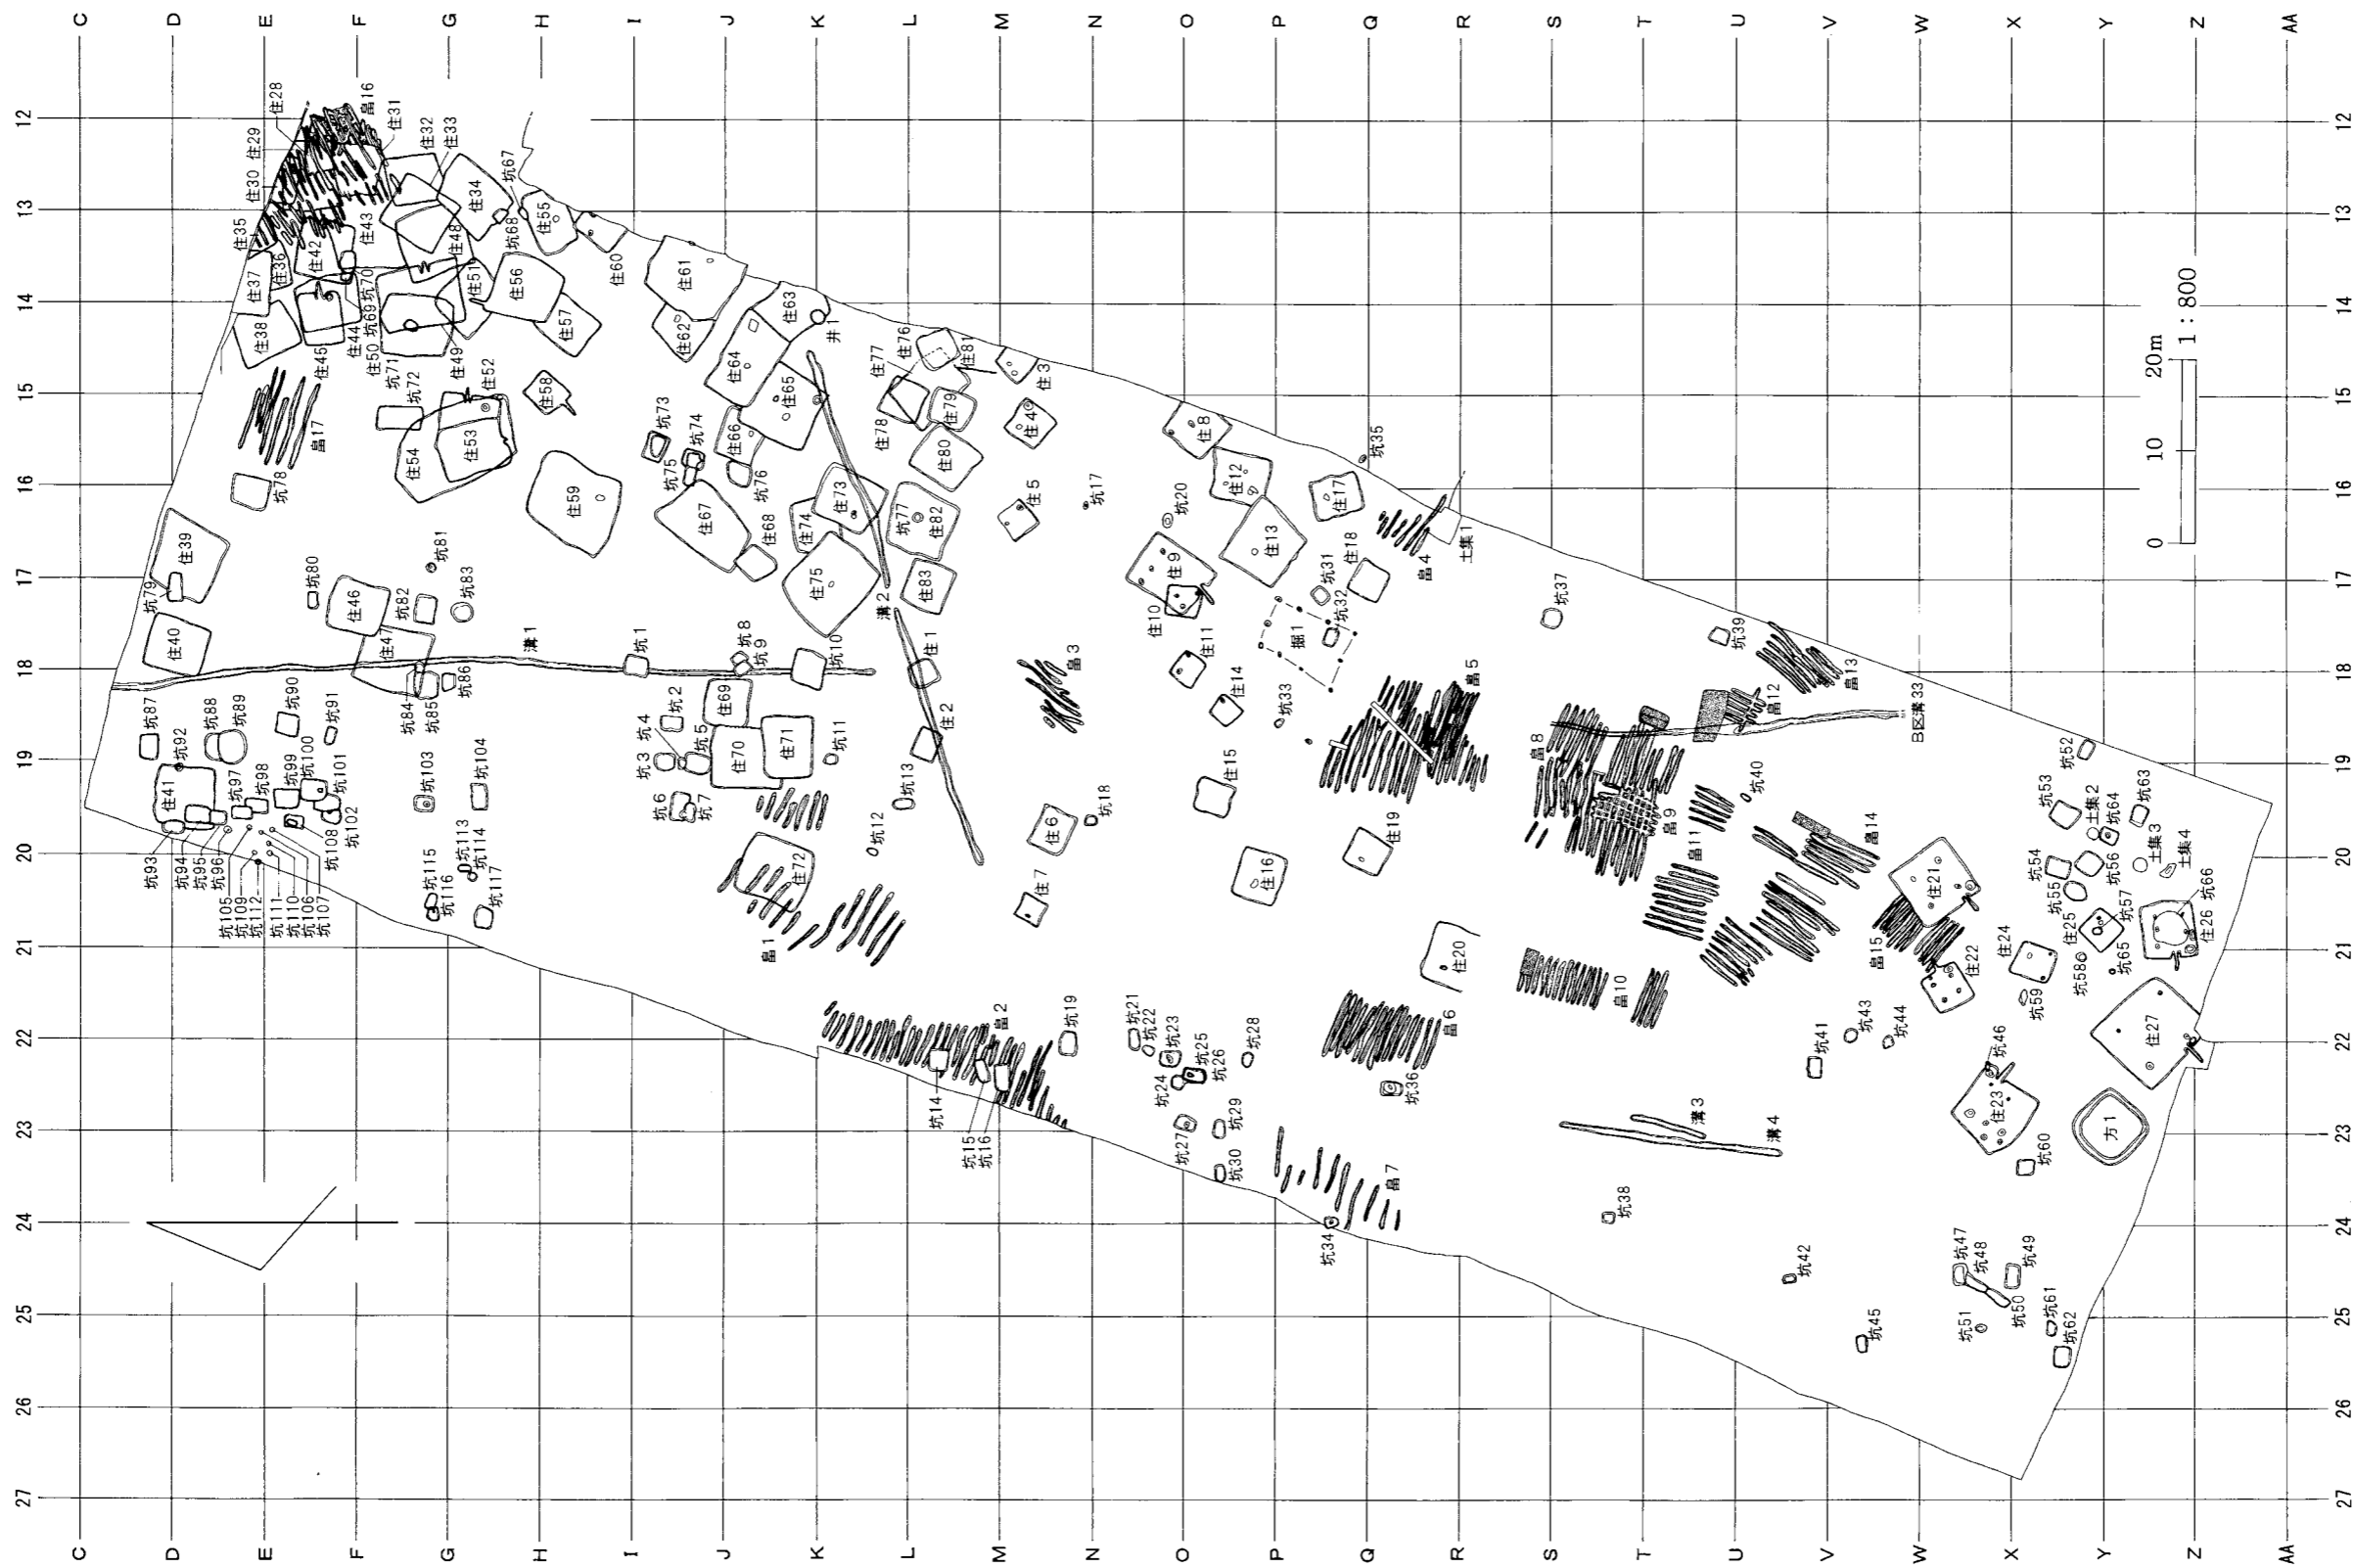 C D E F G H I J K L M N O P Q R S T U V W X Y Z AA
12
13
14
15
16
17
18
19
20
21
22
23
24
25
26
27
住28
住29
住30
畠16
住31
住32
住33
住34
坑67
住35
住37
住36
住42
住43
住48
坑68
住55
住60
住38
住45
住44
坑69
坑70
住50
坑71
坑72
住49
住51
住52
住56
住57
住58
住61
住62
住63
井1
住64
住65
住66
坑73
坑74
坑75
坑76
住76
住77
住78
住79
住80
住81
住3
住4
住5
畠17
坑78
住54
住53
住59
住67
住68
住74
住73
住75
坑77
住82
住83
溝2
坑17
坑20
住8
住12
住13
住17
坑35
住18
畠4
土集1
住9
住10
住11
坑31
坑32
掘1
住14
坑33
住15
住39
坑79
住40
坑80
坑81
坑82
坑83
住46
住47
溝1
坑1
坑8
坑9
坑10
住1
住2
畠3
畠5
坑37
坑39
畠13
畠12
B区溝33
坑87
坑92
坑88
坑89
坑90
坑91
坑84
坑85
坑86
坑4
坑2
坑3
坑5
住69
住70
住71
坑11
坑13
坑12
坑6
坑7
住41
坑97
坑98
坑99
坑100
坑101
坑103
坑104
坑93
坑94
坑95
坑96
坑105
坑109
坑112
坑111
坑110
坑106
坑107
坑108
坑102
坑113
坑114
坑115
坑116
坑117
住72
畠1
住6
坑18
住7
住16
住19
住20
畠8
畠9
畠11
坑40
畠14
畠10
畠15
住21
住22
坑52
坑53
土集2
坑64
坑63
坑54
坑55
坑56
坑57
土集3
土集4
坑66
住24
住25
住26
坑58
坑65
坑59
住27
畠2
坑14
坑15
坑16
坑19
坑21
坑22
坑23
坑24
坑25
坑26
坑28
坑27
坑29
坑30
畠6
坑36
畠7
坑34
溝3
溝4
坑38
坑41
坑43
坑44
坑46
住23
坑60
方1
坑42
坑45
坑47
坑48
坑49
坑50
坑51
坑61
坑62
0 10 20m
1:800
12
13
14
15
16
17
18
19
20
21
22
23
24
25
26
27
C D E F G H I J K L M N O P Q R S T U V W X Y Z AA